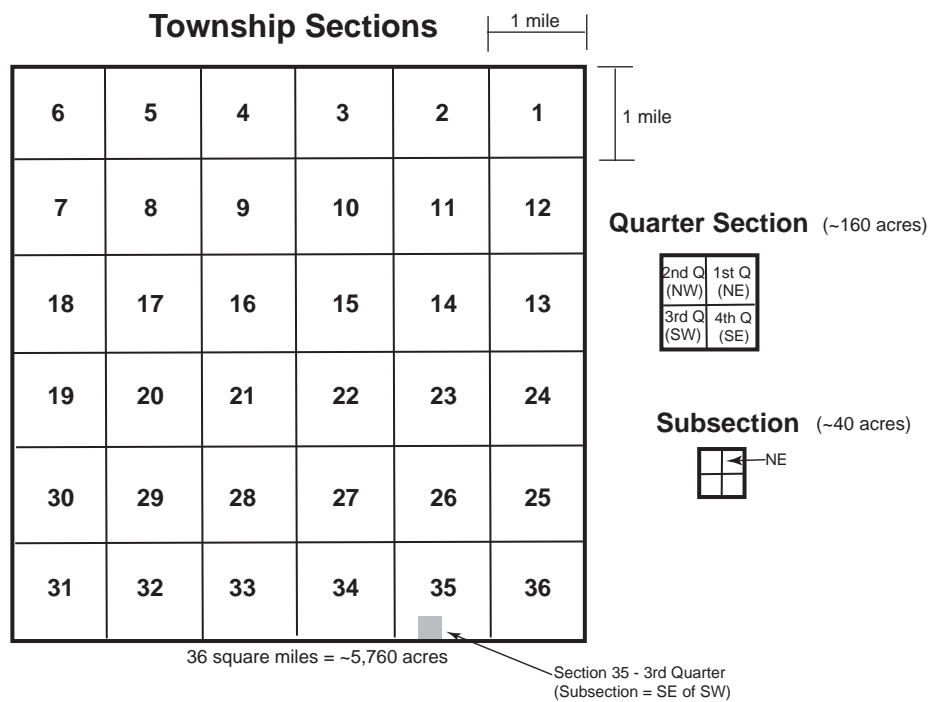 Township Sections
1 mile
1 mile
6 5 4 3 2 1
7 8 9 10 11 12
18 17 16 15 14 13
19 20 21 22 23 24
30 29 28 27 26 25
31 32 33 34 35 36
36 square miles = ~5,760 acres
Section 35 - 3rd Quarter
(Subsection = SE of SW)
Quarter Section (~160 acres)
2nd Q 1st Q
(NW) (NE)
3rd Q 4th Q
(SW) (SE)
Subsection (~40 acres)
NE